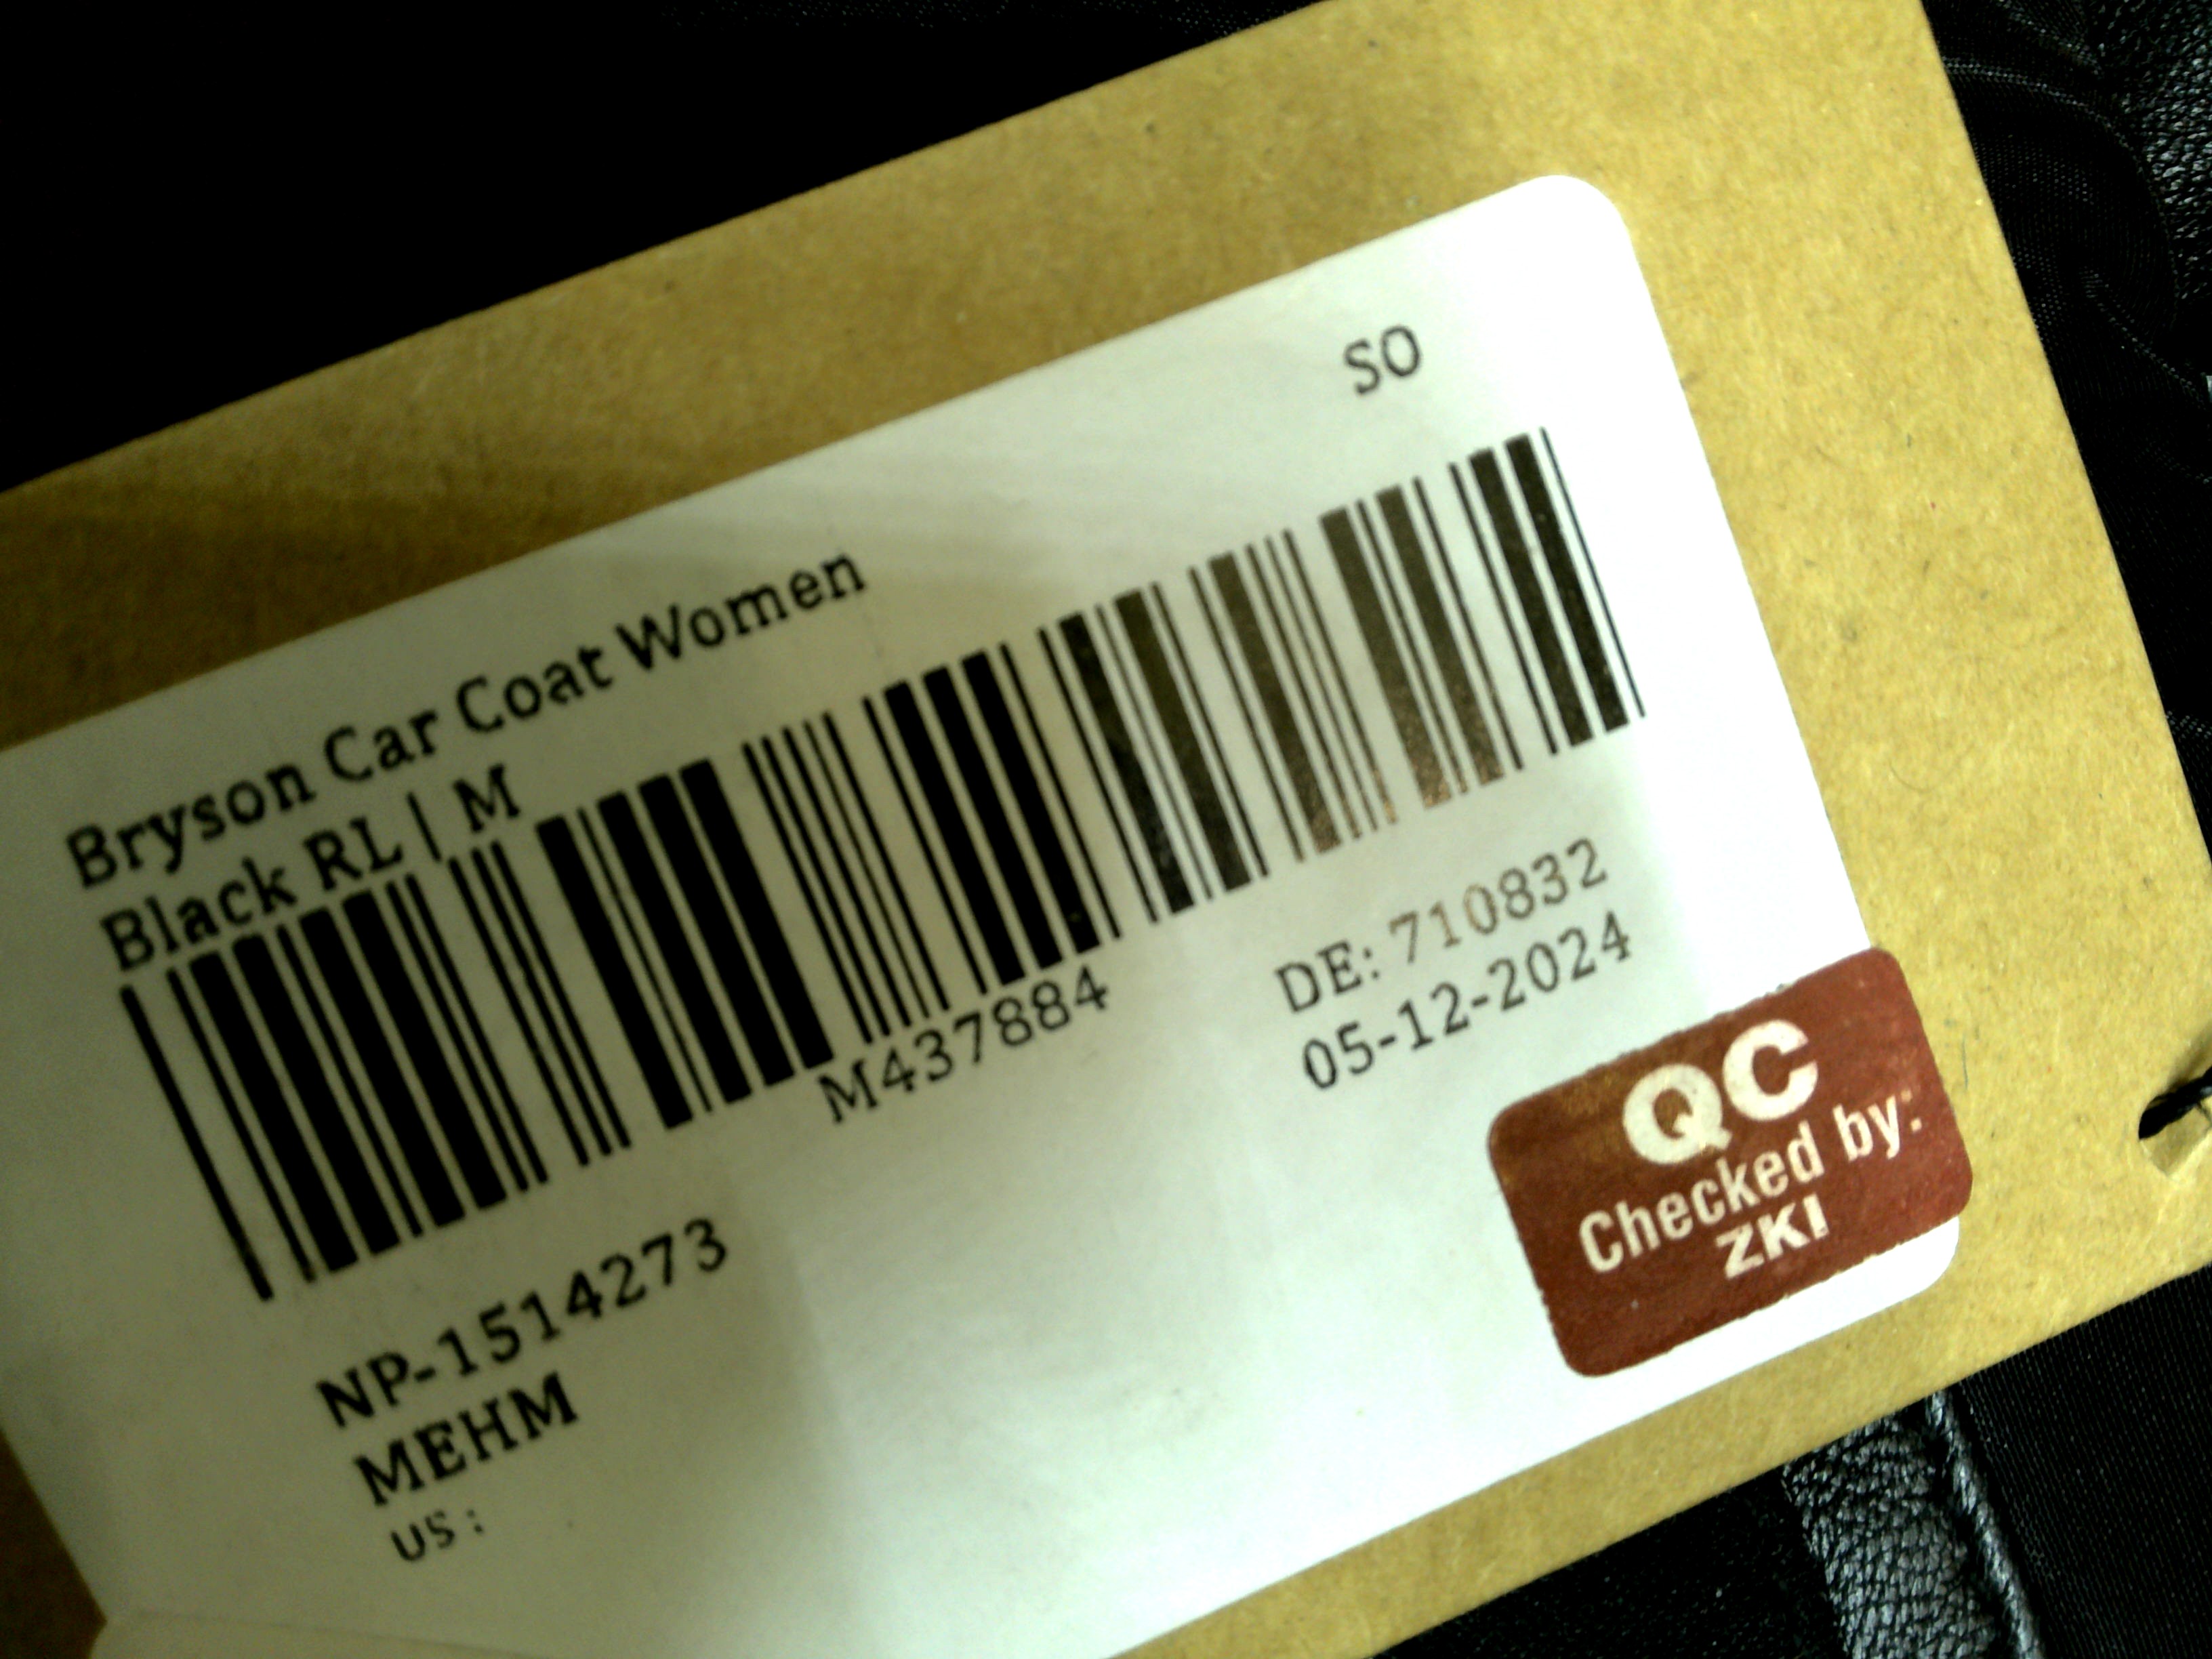 SO
Bryson Car Coat Women
Black RL | M
M437884
DE: 710832
05-12-2024
NP-1514273
MEHM
US :
QC
Checked by:
ZKI